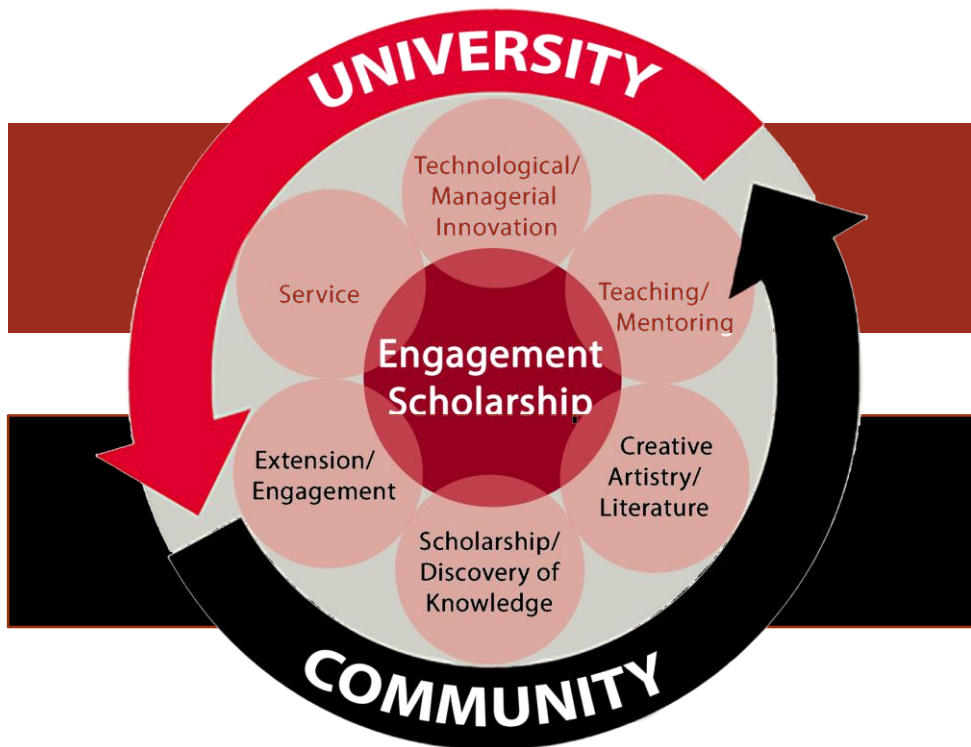 UNIVERSITY
Technological/
Managerial
Innovation
Service
Teaching/
Mentoring
Engagement
Scholarship
Extension/
Engagement
Creative
Artistry/
Literature
Scholarship/
Discovery of
Knowledge
COMMUNITY